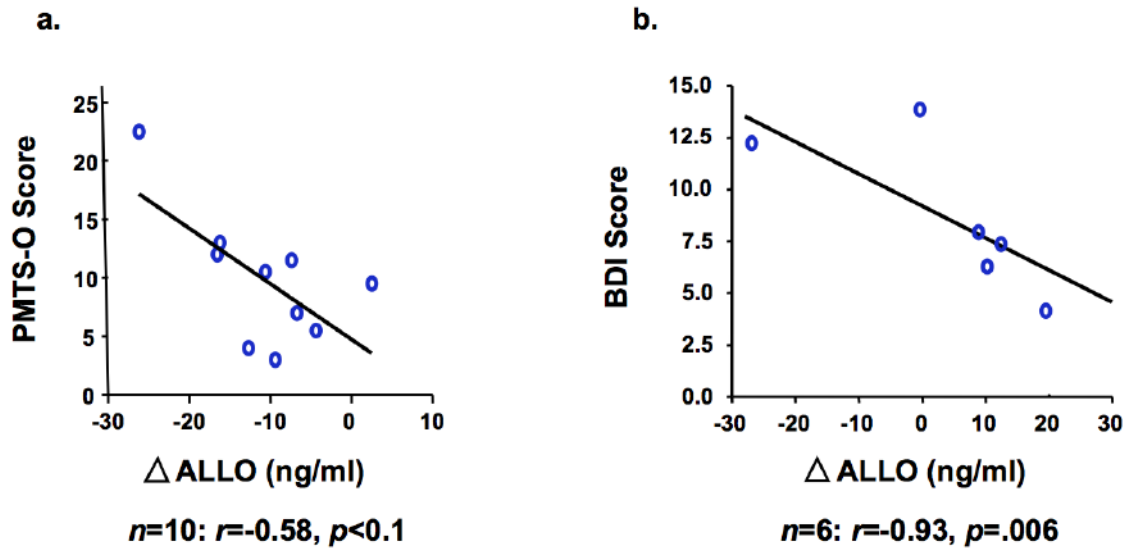 a.
PMTS-O Score
25
20
15
10
5
0
-30 -20 -10 0 10
△ ALLO (ng/ml)
n=10: r=-0.58, p<0.1
b.
BDI Score
15.0
12.5
10.0
7.5
5.0
2.5
0.0
-30 -20 -10 0 10 20 30
△ ALLO (ng/ml)
n=6: r=-0.93, p=.006